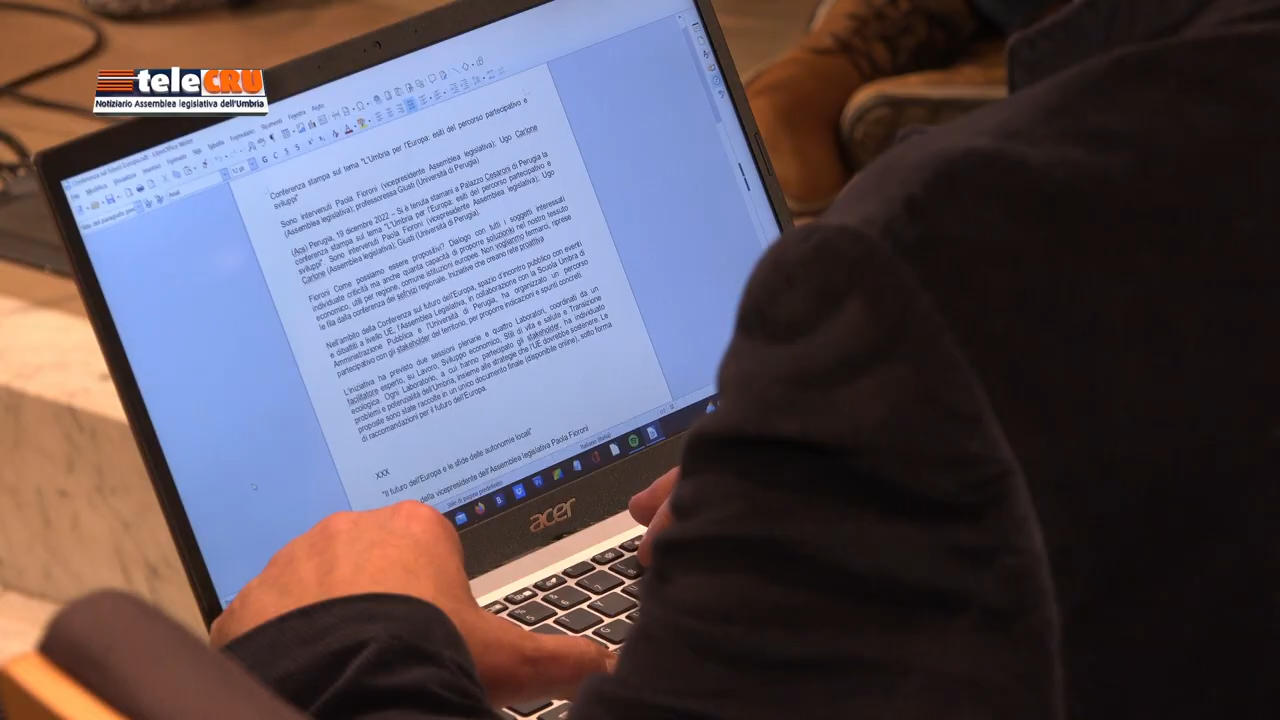 teleCRU
Notiziario Assemblea legislativa dell'Umbria
Conferenza stampa sul tema "L'Umbria per l'Europa: esiti del percorso partecipativo e
sviluppi"
Sono intervenuti Paola Fioroni (vicepresidente Assemblea legislativa); Ugo Carlone
(Assemblea legislativa); professoressa Giusti (Università di Perugia)
(Acs) Perugia, 19 dicembre 2022 – Si è tenuta stamani a Palazzo Cesaroni di Perugia la
conferenza stampa sul tema "L'Umbria per l'Europa: esiti del percorso partecipativo e
sviluppi". Sono intervenuti Paola Fioroni (vicepresidente Assemblea legislativa); Ugo
Carlone (Assemblea legislativa); Giusti (Università di Perugia).
Fioroni Come possiamo essere propositivi? Dialogo con tutti i soggetti interessati
individuate criticità ma anche quanta capacità di proporre soluzioniki nel nostro tessuto
economico, utili per regione, comune istituzioni europee. Non vogliamno fermarci, riprese
le fila dalla conferenza dei servizi regionale. Iniziative che creano rete proattiva
Nell'ambito della Conferenza sul futuro dell'Europa, spazio d'incontro pubblico con eventi
e dibattiti a livello UE, l'Assemblea Legislativa, in collaborazione con la Scuola Umbra di
Amministrazione Pubblica e l'Università di Perugia, ha organizzato un percorso
partecipativo con gli stakeholder del territorio, per proporre indicazioni e spunti concreti.
L'iniziativa ha previsto due sessioni plenarie e quattro Laboratori, coordinati da un
facilitatore esperto, su Lavoro, Sviluppo economico, Stili di vita e salute e Transizione
ecologica. Ogni Laboratorio, a cui hanno partecipato gli stakeholder, ha individuato
problemi e potenzialità dell'Umbria, insieme alle strategie che l'UE dovrebbe sostenere. Le
proposte sono state raccolte in un unico documento finale (disponibile online), sotto forma
di raccomandazioni per il futuro dell'Europa.
XXX
"Il futuro dell'Europa e le sfide delle autonomie locali"
della vicepresidente dell'Assemblea legislativa Paola Fioroni
acer